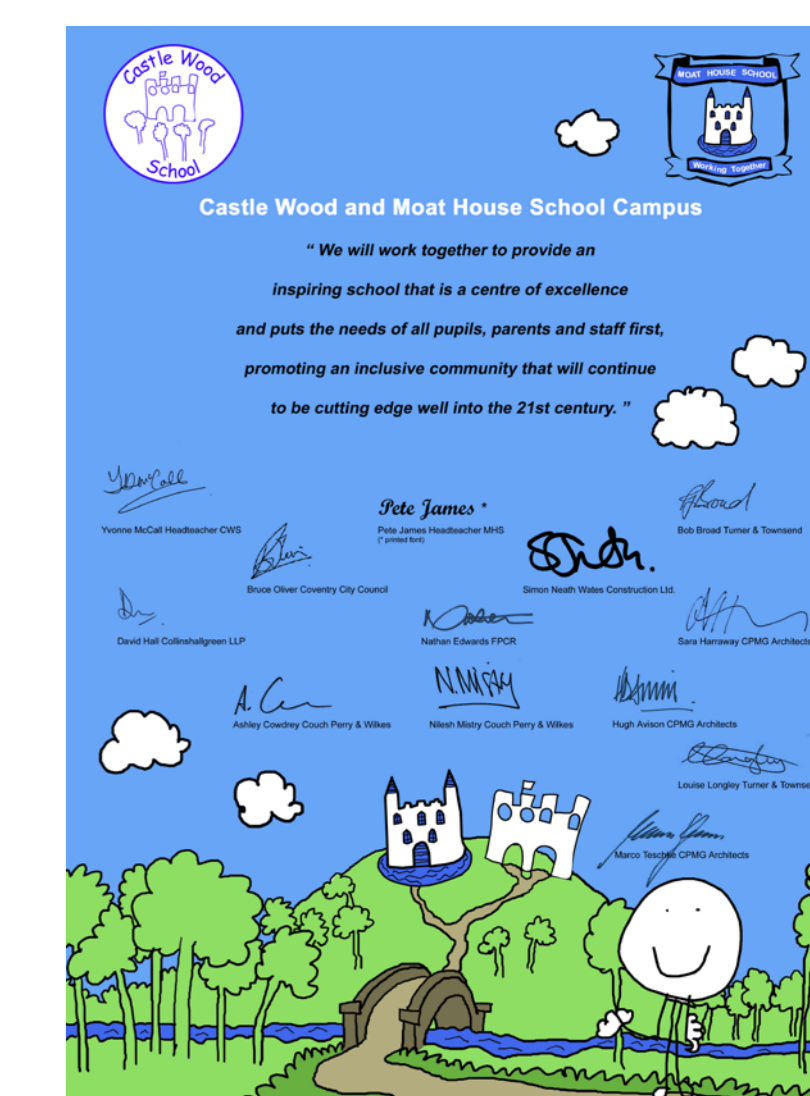 Castle Wood
School
MOAT HOUSE SCHOOL
Working Together
Castle Wood and Moat House School Campus
“ We will work together to provide an
inspiring school that is a centre of excellence
and puts the needs of all pupils, parents and staff first,
promoting an inclusive community that will continue
to be cutting edge well into the 21st century. ”
Yvonne McCall Headteacher CWS
Pete James *
Pete James Headteacher MHS
(* printed font)
Bob Broad Turner & Townsend
Bruce Oliver Coventry City Council
Simon Neath Wates Construction Ltd.
David Hall Collinshallgreen LLP
Nathan Edwards FPCR
Sara Harraway CPMG Architects
N. Mistry
Ashley Cowdrey Couch Perry & Wilkes
Nilesh Mistry Couch Perry & Wilkes
Hugh Avison CPMG Architects
Louise Longley Turner & Townse
Marco Teschke CPMG Architects